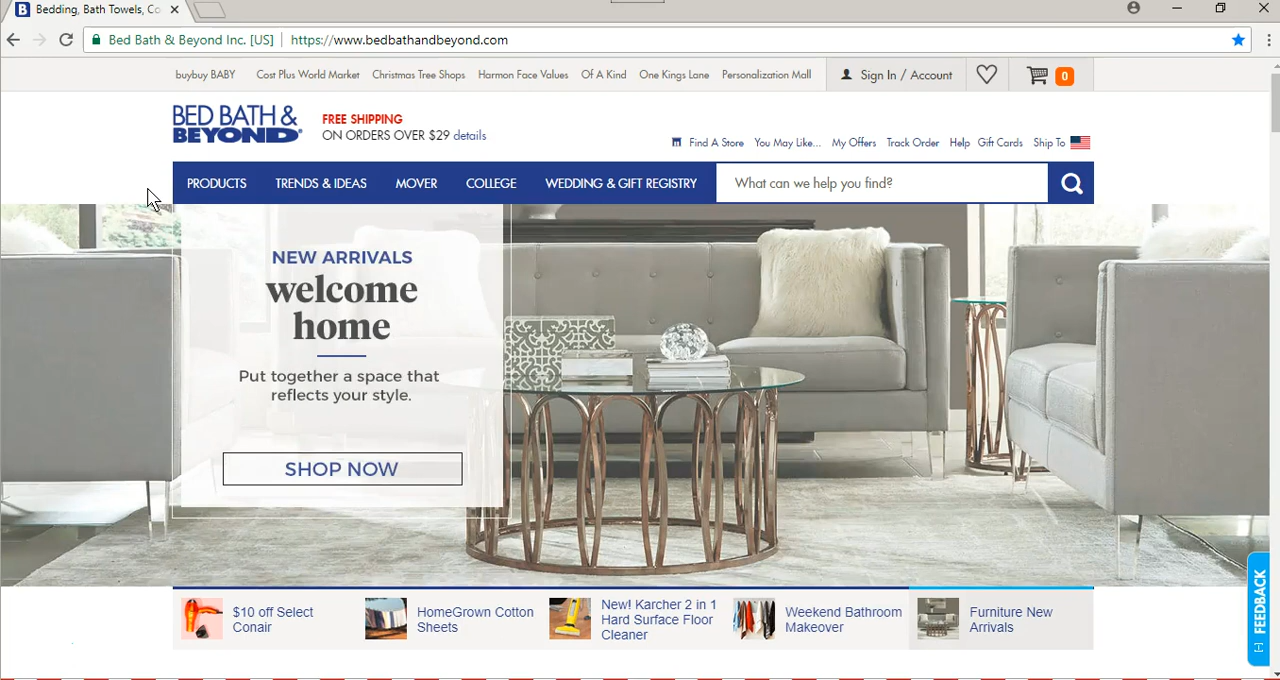 Bedding, Bath Towels, Co
Bed Bath & Beyond Inc. [US] https://www.bedbathandbeyond.com
buybuy BABY Cost Plus World Market Christmas Tree Shops Harmon Face Values Of A Kind One Kings Lane Personalization Mall Sign In / Account 0
BED BATH &
BEYOND
FREE SHIPPING
ON ORDERS OVER $29 details
Find A Store You May Like... My Offers Track Order Help Gift Cards Ship To
PRODUCTS TRENDS & IDEAS MOVER COLLEGE WEDDING & GIFT REGISTRY What can we help you find?
NEW ARRIVALS
welcome
home
Put together a space that
reflects your style.
SHOP NOW
FEEDBACK
$10 off Select
Conair
HomeGrown Cotton
Sheets
New! Karcher 2 in 1
Hard Surface Floor
Cleaner
Weekend Bathroom
Makeover
Furniture New
Arrivals